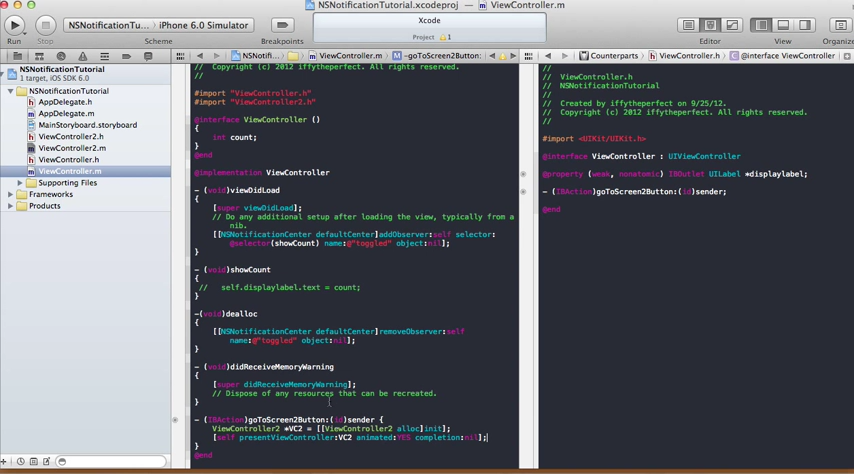 NSNotificationTutorial.xcodeproj — ViewController.m
NSNotificationTu... iPhone 6.0 Simulator
Xcode
Project 1
Run Stop Scheme Breakpoints Editor View Organize
NSNotifi... ViewController.m -goToScreen2Button:
Counterparts ViewController.h @interface ViewController
NSNotificationTutorial
1 target, iOS SDK 6.0
NSNotificationTutorial
AppDelegate.h
AppDelegate.m
MainStoryboard.storyboard
ViewController2.h
ViewController2.m
ViewController.h
ViewController.m
Supporting Files
Frameworks
Products
// Copyright (c) 2012 iffytheperfect. All rights reserved.
//
#import "ViewController.h"
#import "ViewController2.h"
@interface ViewController ()
{
int count;
}
@end
@implementation ViewController
- (void)viewDidLoad
{
[super viewDidLoad];
// Do any additional setup after loading the view, typically from a
nib.
[[NSNotificationCenter defaultCenter]addObserver:self selector:
@selector(showCount) name:@"toggled" object:nil];
}
- (void)showCount
{
// self.displaylabel.text = count;
}
-(void)dealloc
{
[[NSNotificationCenter defaultCenter]removeObserver:self
name:@"toggled" object:nil];
}
- (void)didReceiveMemoryWarning
{
[super didReceiveMemoryWarning];
// Dispose of any resources that can be recreated.
}
- (IBAction)goToScreen2Button:(id)sender {
ViewController2 *VC2 = [[ViewController2 alloc]init];
[self presentViewController:VC2 animated:YES completion:nil];
}
@end
//
// ViewController.h
// NSNotificationTutorial
//
// Created by iffytheperfect on 9/25/12.
// Copyright (c) 2012 iffytheperfect. All rights reserved.
//
#import <UIKit/UIKit.h>
@interface ViewController : UIViewController
@property (weak, nonatomic) IBOutlet UILabel *displaylabel;
- (IBAction)goToScreen2Button:(id)sender;
@end